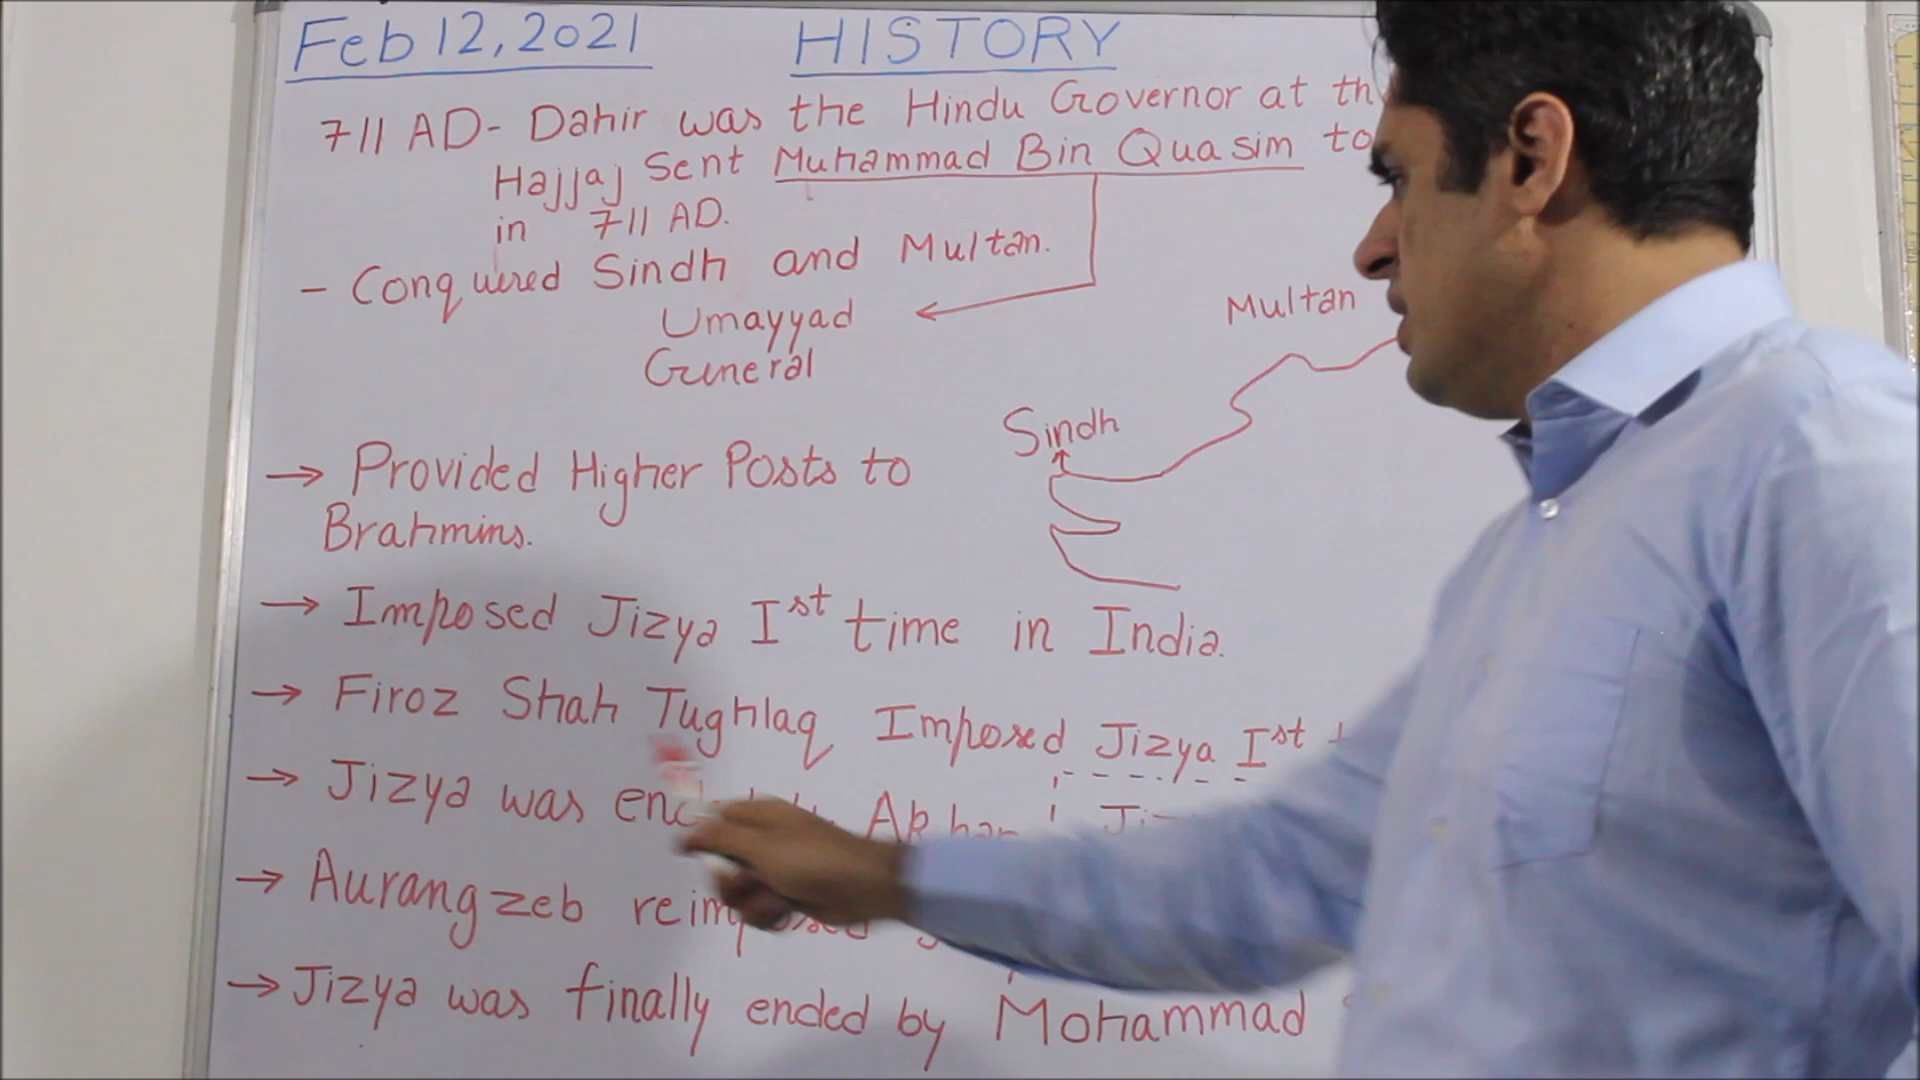 Feb 12, 2021 HISTORY
711 AD- Dahir was the Hindu Governor at th
Hajjaj Sent Muhammad Bin Quasim to
in 711 AD.
- Conquered Sindh and Multan.
Umayyad
General
Multan
Sindh
→ Provided Higher Posts to
Brahmins.
→ Imposed Jizya Ist time in India.
→ Firoz Shah Tughlaq Imposed Jizya Ist
→ Jizya was
→ Aurangzeb
→ Jizya was finally ended by Mohammad